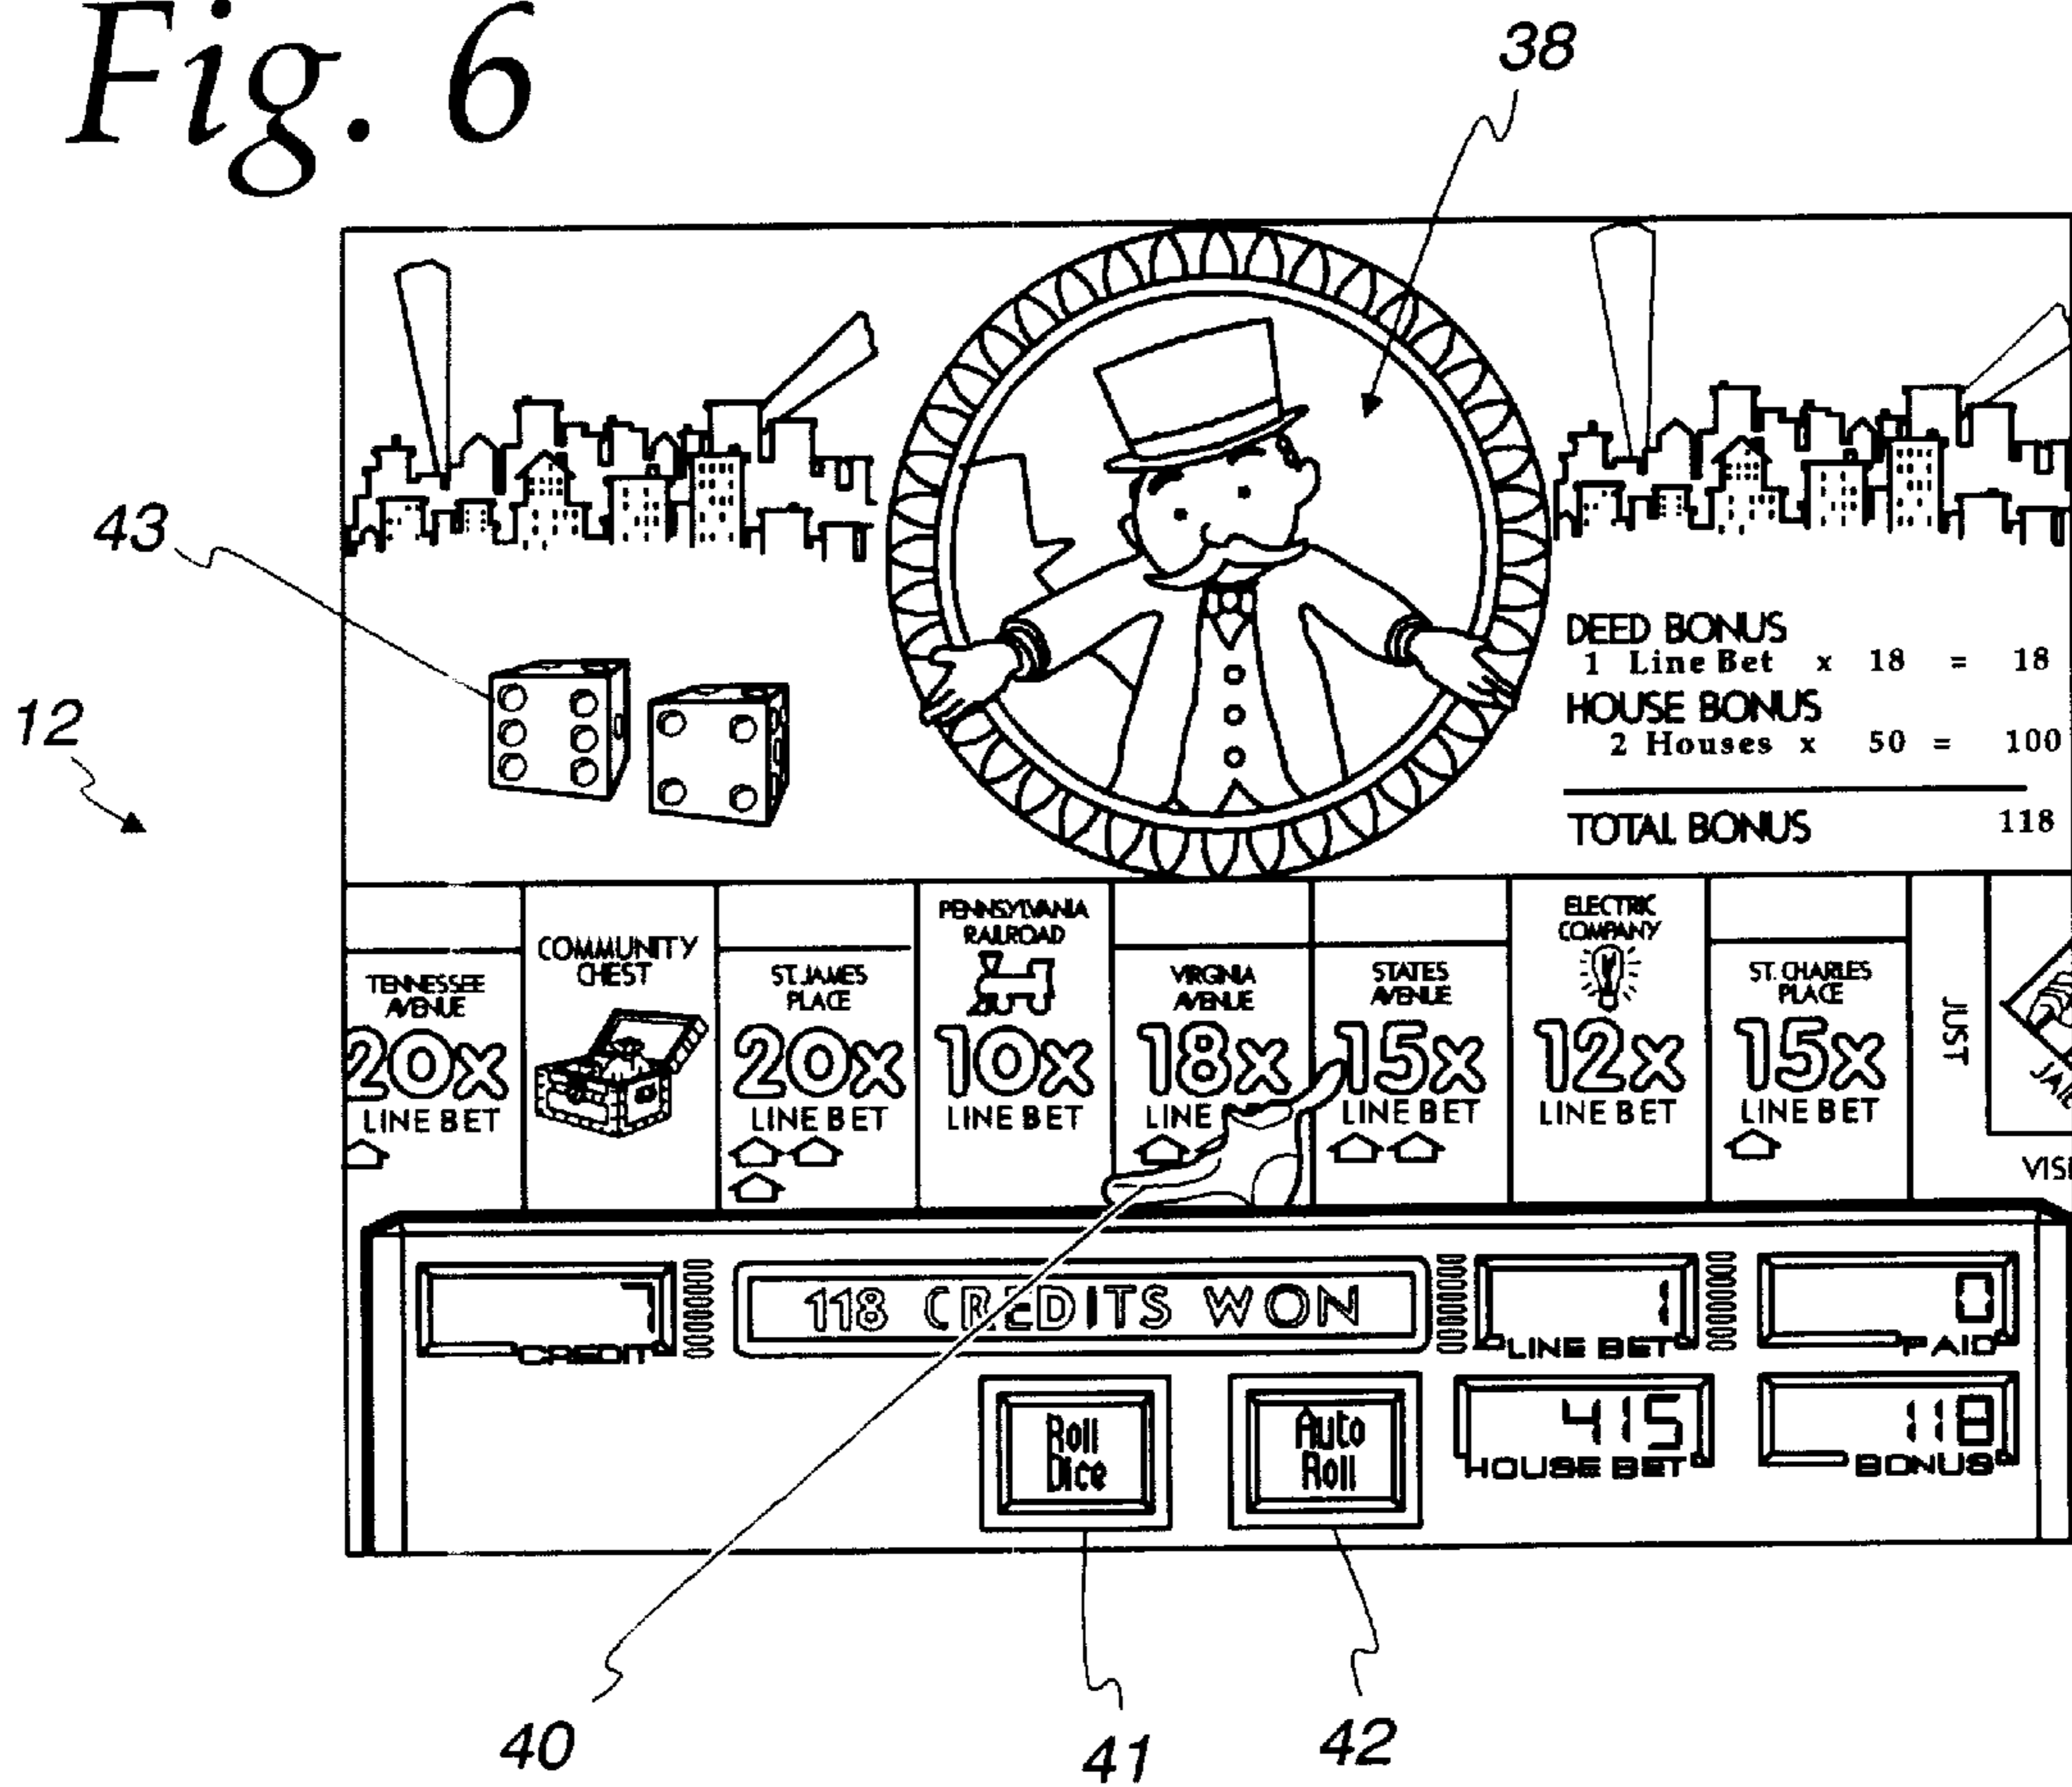 Fig. 6
38
43
12
DEED BONUS
1 Line Bet x 18 = 18
HOUSE BONUS
2 Houses x 50 = 100
TOTAL BONUS 118
TENNESSEE
AVENUE
20x
LINE BET
COMMUNITY
CHEST
ST. JAMES
PLACE
20x
LINE BET
PENNSYLVANIA
RAILROAD
10x
LINE BET
VIRGINIA
AVENUE
18x
LINE
STATES
AVENUE
15x
LINE BET
ELECTRIC
COMPANY
12x
LINE BET
ST. CHARLES
PLACE
15x
LINE BET
JUST
JAIL
VISI
7
CREDIT
118 CREDITS WON
1
LINE BET
0
PAID
Roll
Dice
Auto
Roll
415
HOUSE BET
118
BONUS
40
41
42